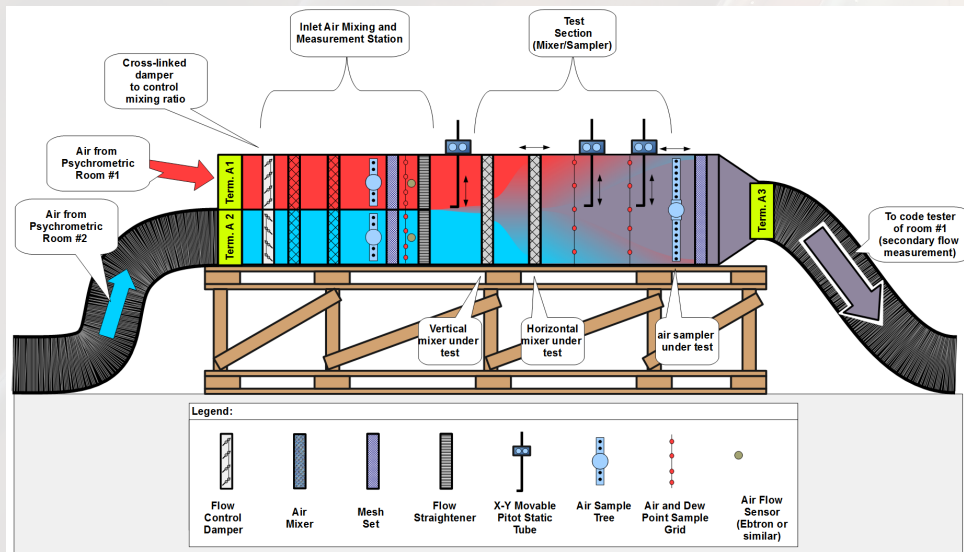 Inlet Air Mixing and
Measurement Station
Test
Section
(Mixer/Sampler)
Cross-linked
damper
to control
mixing ratio
Air from
Psychrometric
Room #1
Air from
Psychrometric
Room #2
Term. A1
Term. A 2
Term. A3
To code tester
of room #1
(secondary flow
measurement)
Vertical
mixer under
test
Horizontal
mixer under
test
air sampler
under test
Legend:
Flow
Control
Damper
Air
Mixer
Mesh
Set
Flow
Straightener
X-Y Movable
Pitot Static
Tube
Air Sample
Tree
Air and Dew
Point Sample
Grid
Air Flow
Sensor
(Ebtron or
similar)